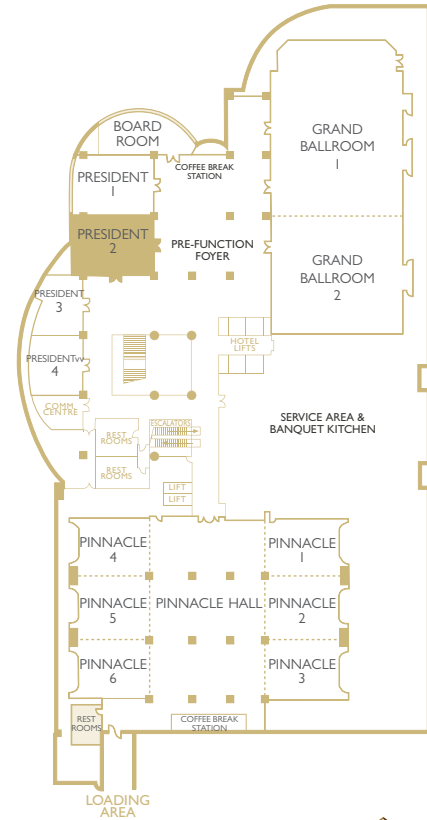 BOARD
ROOM
GRAND
BALLROOM
1
COFFEE BREAK
STATION
PRESIDENT
1
PRESIDENT
2
PRE-FUNCTION
FOYER
GRAND
BALLROOM
2
PRESIDENT
3
HOTEL
LIFTS
PRESIDENTvv
4
COMM.
CENTRE
SERVICE AREA &
BANQUET KITCHEN
ESCALATORS
REST
ROOMS
REST
ROOMS
LIFT
LIFT
PINNACLE
4
PINNACLE
1
PINNACLE
5
PINNACLE HALL
PINNACLE
2
PINNACLE
6
PINNACLE
3
REST
ROOMS
COFFEE BREAK
STATION
LOADING
AREA